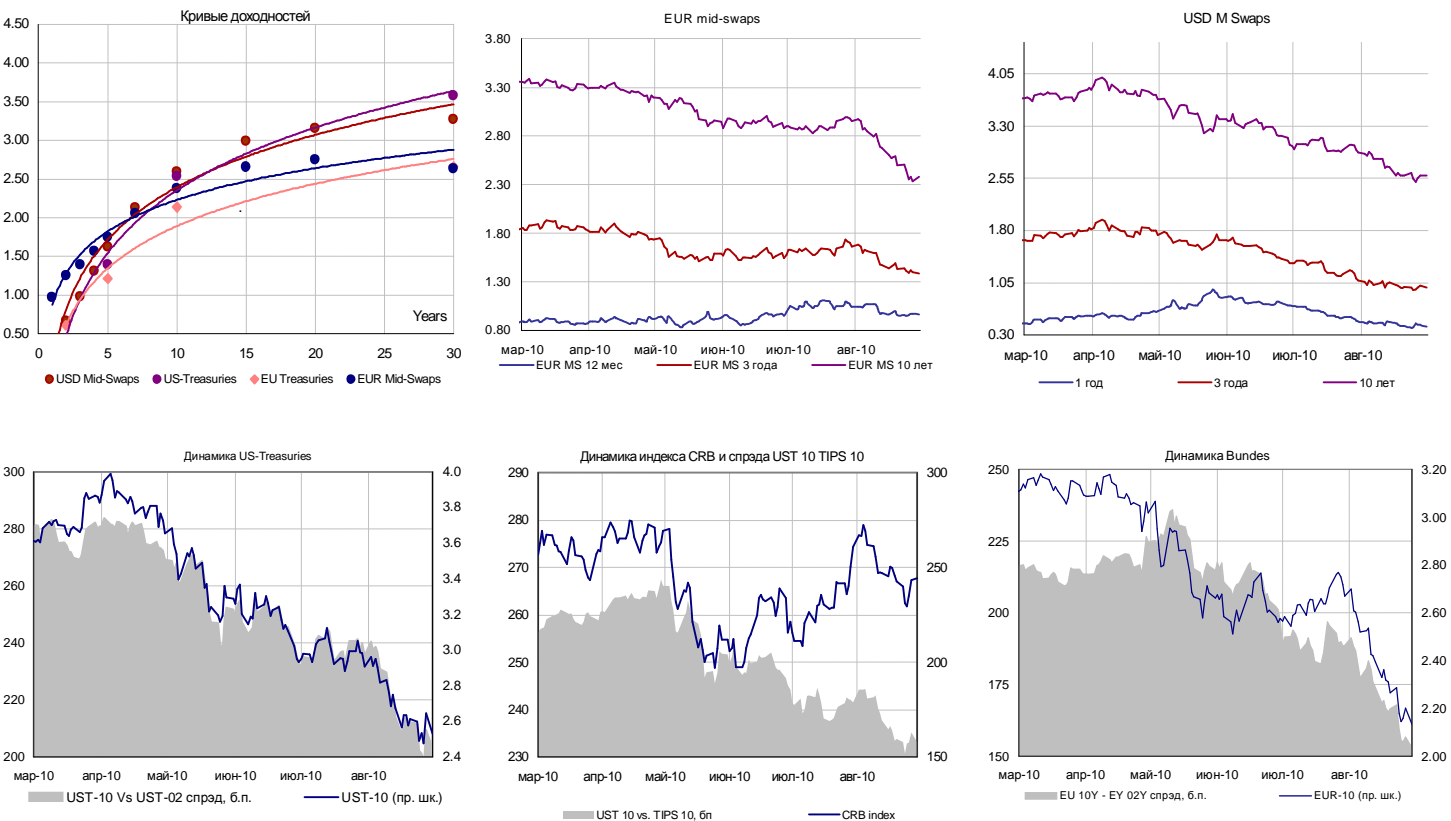 Кривые доходностей
4.50
4.00
3.50
3.00
2.50
2.00
1.50
1.00
0.50
Years
0 5 10 15 20 25 30
USD Mid-Swaps US-Treasuries EU Treasuries EUR Mid-Swaps
EUR mid-swaps
3.80
3.30
2.80
2.30
1.80
1.30
0.80
мар-10 апр-10 май-10 июн-10 июл-10 авг-10
EUR MS 12 мес EUR MS 3 года EUR MS 10 лет
USD M Swaps
4.05
3.30
2.55
1.80
1.05
0.30
мар-10 апр-10 май-10 июн-10 июл-10 авг-10
1 год 3 года 10 лет
Динамика US-Treasuries
300 4.0
3.8
280 3.6
3.4
260 3.2
3.0
240 2.8
220 2.6
200 2.4
мар-10 апр-10 май-10 июн-10 июл-10 авг-10
UST-10 Vs UST-02 спрэд, б.п. UST-10 (пр. шк.)
Динамика индекса CRB и спрэда UST 10 TIPS 10
290 300
280
270 250
260
250 200
240
230 150
мар-10 апр-10 май-10 июн-10 июл-10 авг-10
UST 10 vs. TIPS 10, бп CRB index
Динамика Bundes
250 3.20
3.00
225 2.80
200 2.60
2.40
175 2.20
150 2.00
мар-10 апр-10 май-10 июн-10 июл-10 авг-10
EU 10Y - EY 02Y спрэд, б.п. EUR-10 (пр. шк.)